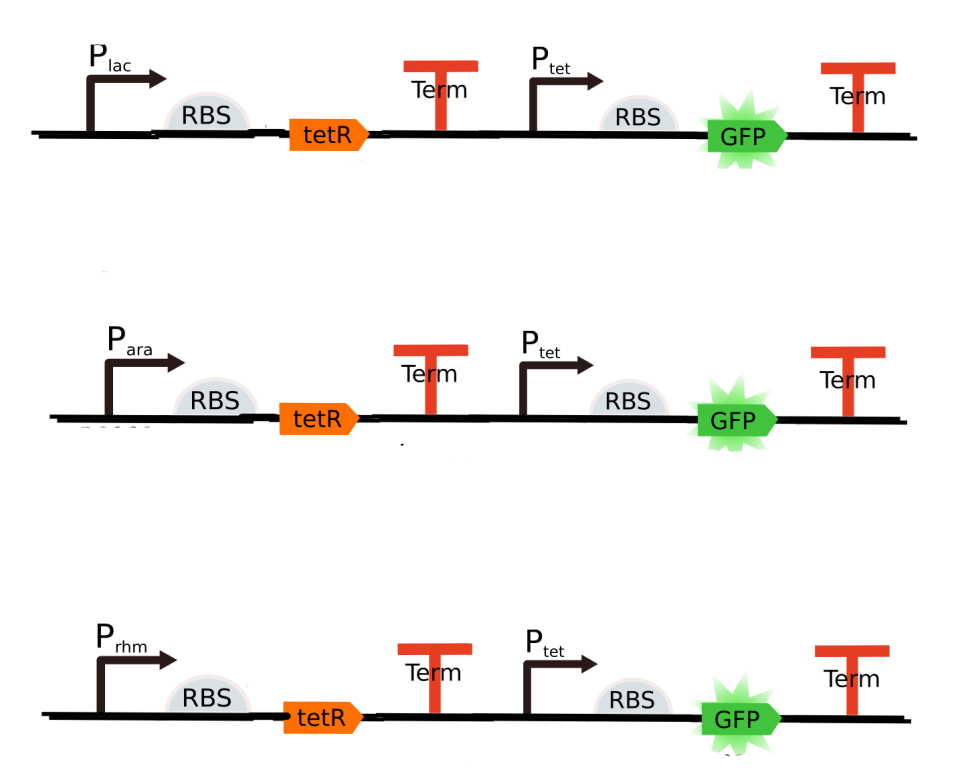 Plac
Ptet
Term
Term
RBS
RBS
tetR
GFP
Para
Ptet
Term
Term
RBS
RBS
tetR
GFP
Prhm
Ptet
Term
Term
RBS
RBS
tetR
GFP